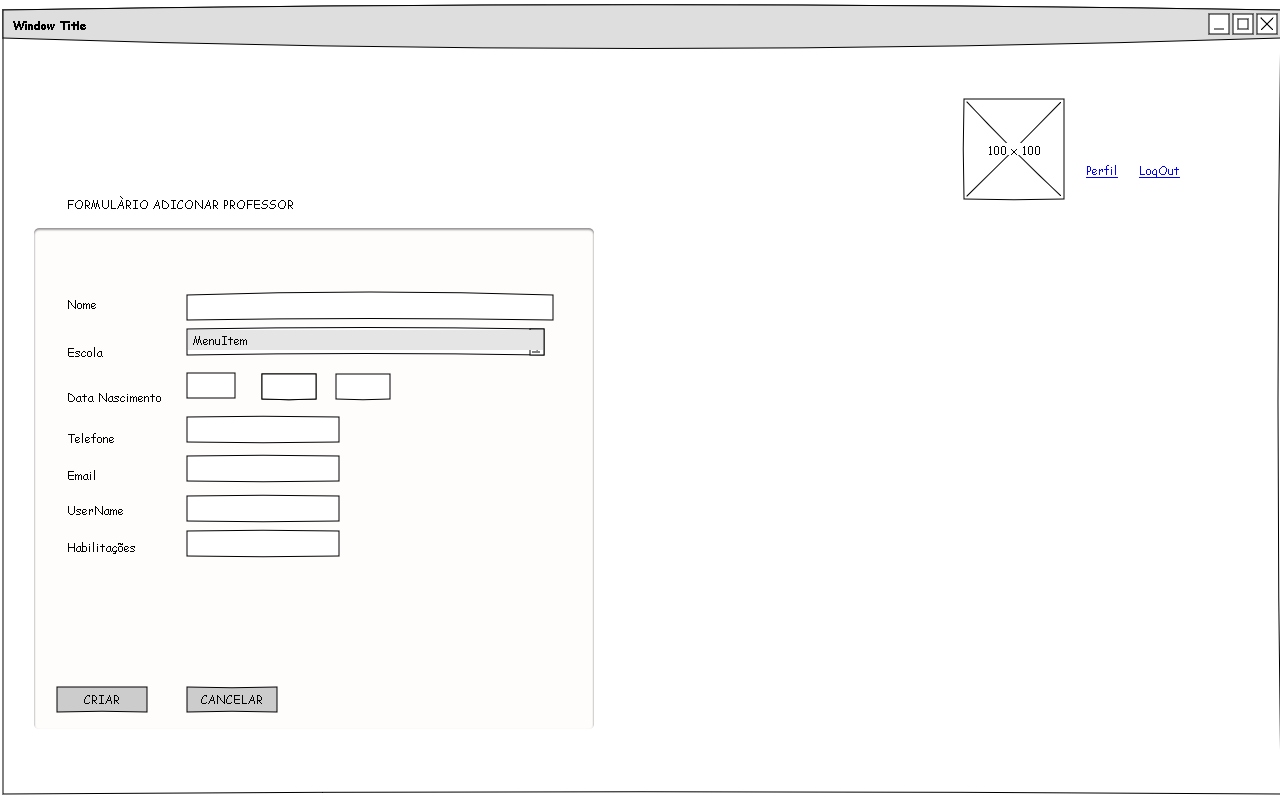 Window Title
100 × 100
Perfil LogOut
FORMULÀRIO ADICONAR PROFESSOR
Nome
MenuItem
Escola
Data Nascimento
Telefone
Email
UserName
Habilitações
CRIAR CANCELAR